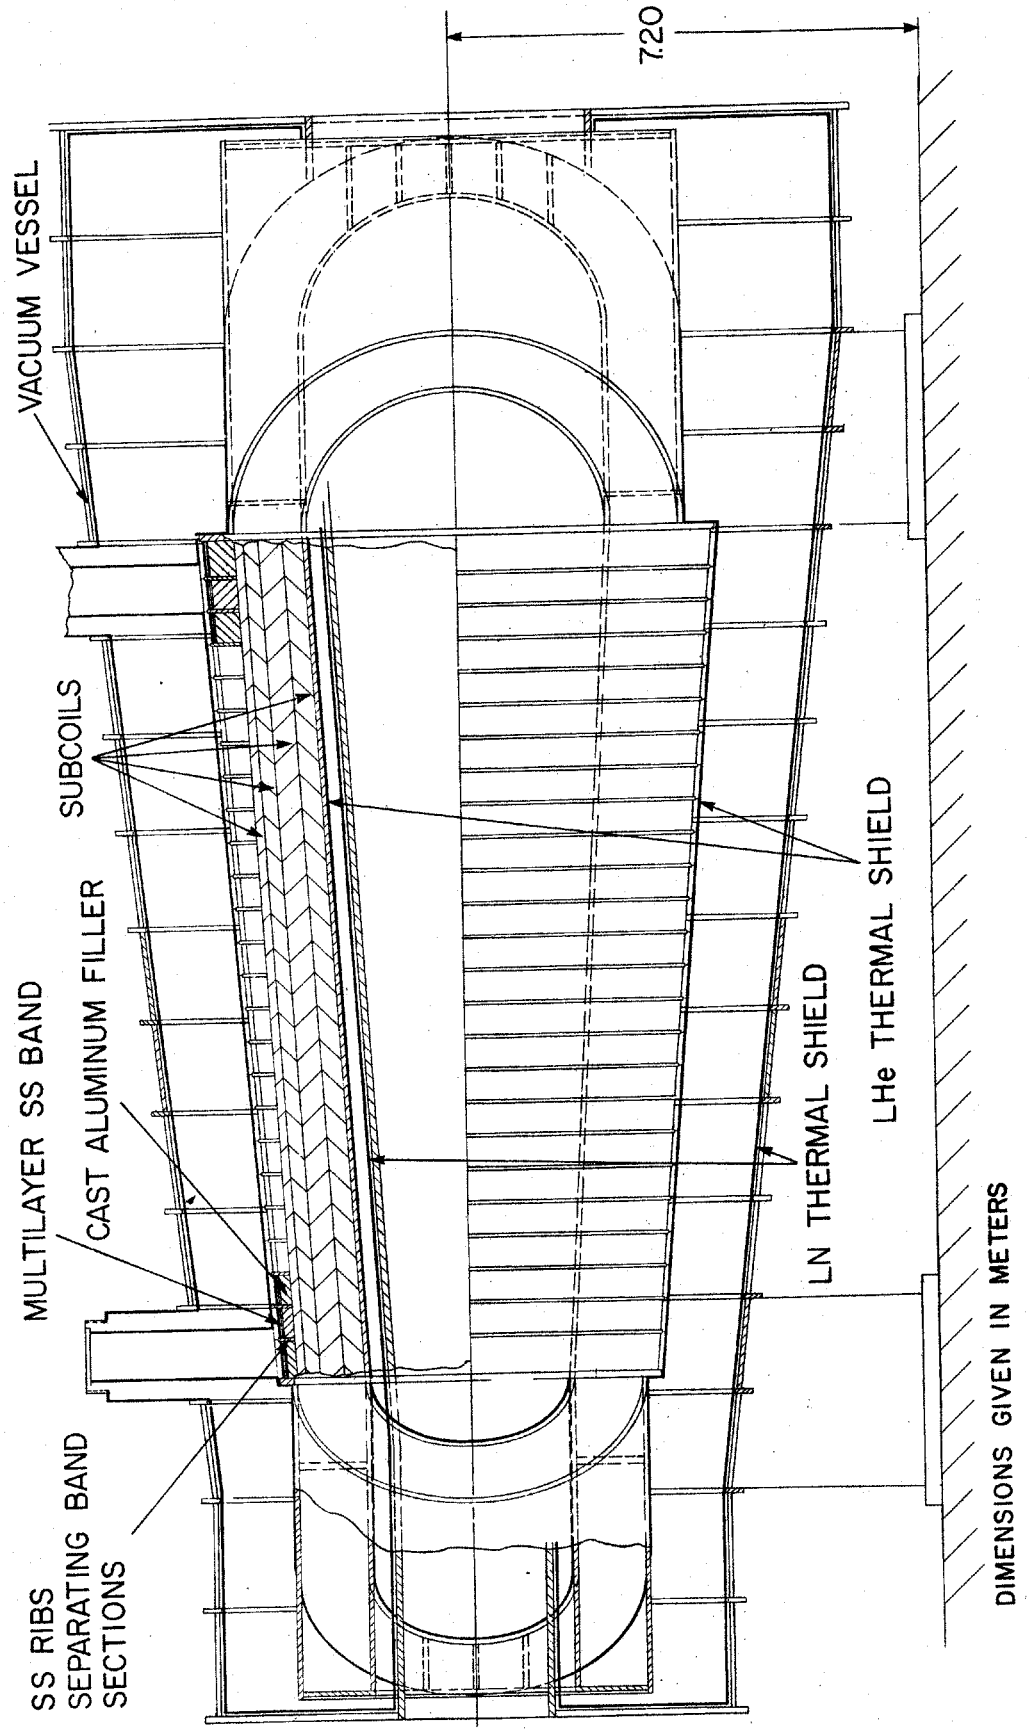 SS RIBS
SEPARATING BAND
SECTIONS
MULTILAYER SS BAND
CAST ALUMINUM FILLER
SUBCOILS
VACUUM VESSEL
7.20
LN THERMAL SHIELD
LHe THERMAL SHIELD
DIMENSIONS GIVEN IN METERS